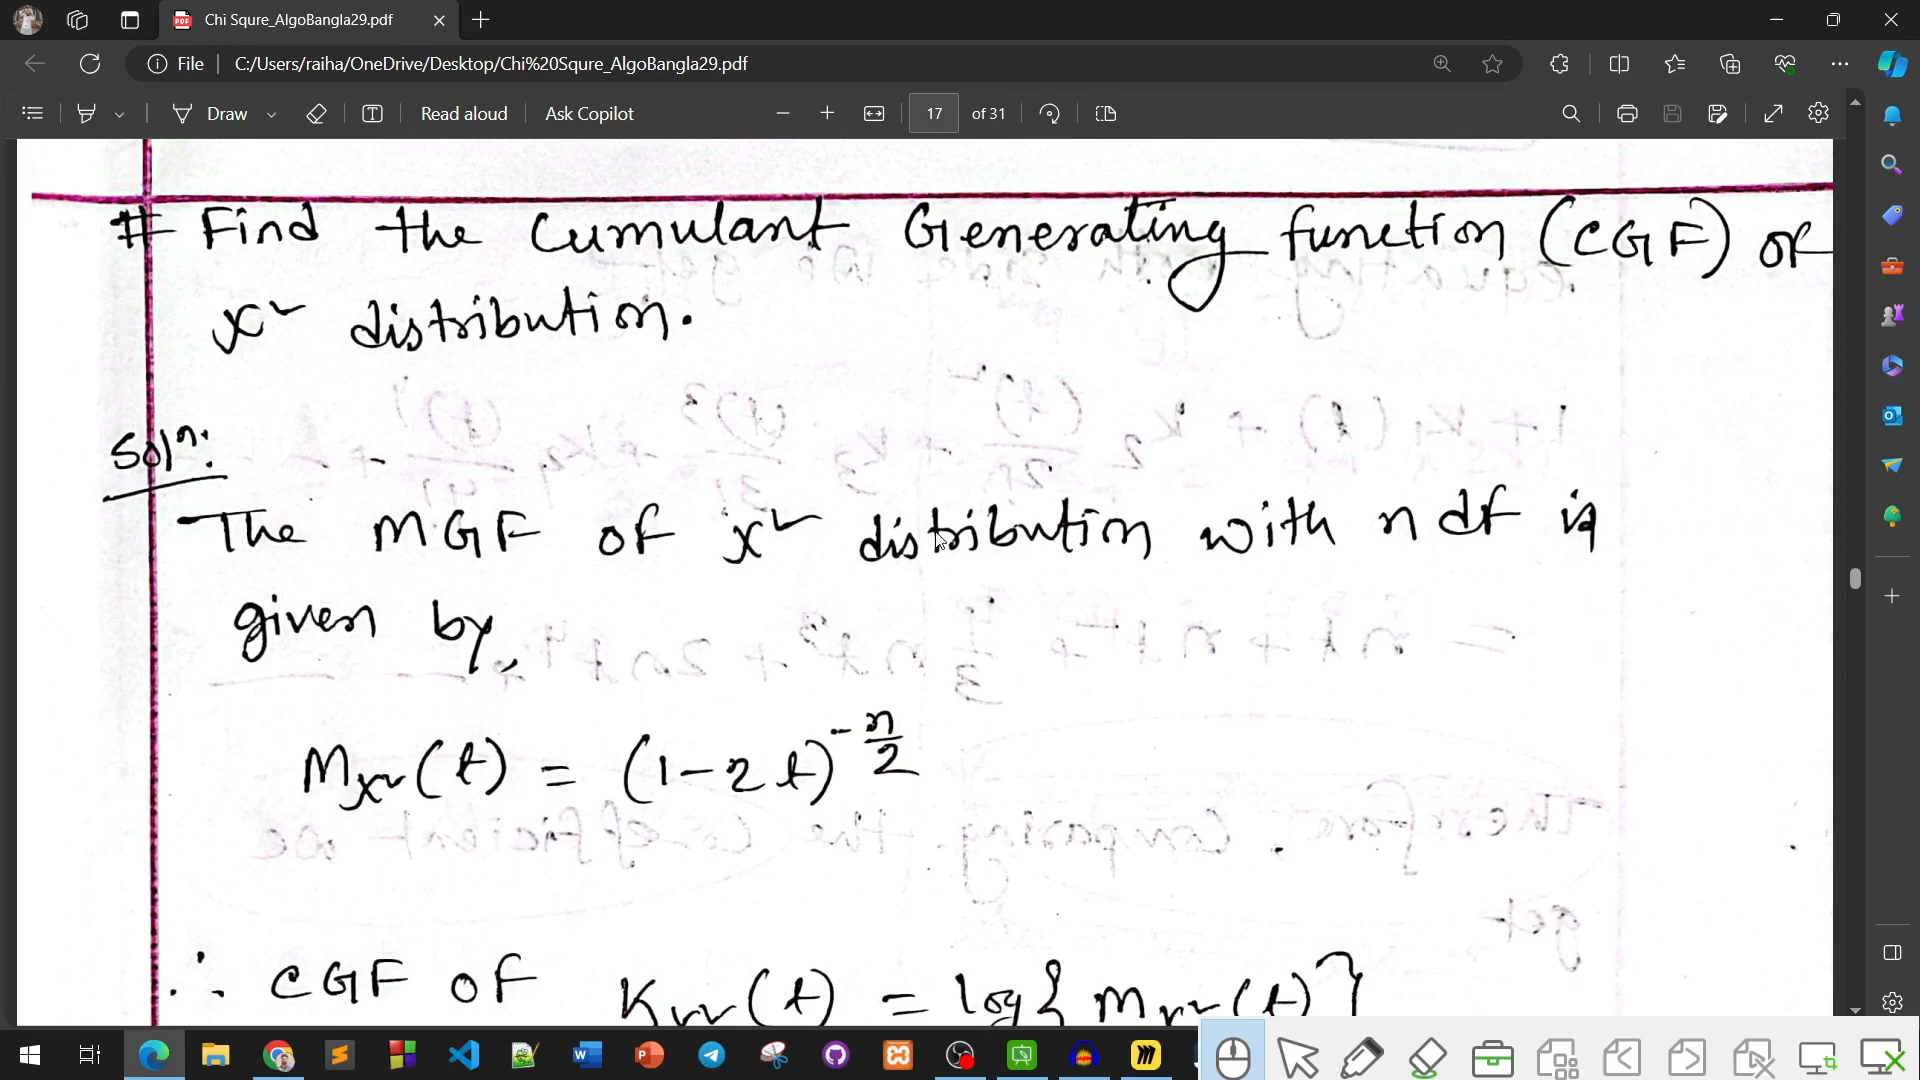 Chi Squre_AlgoBangla29.pdf
File
C:/Users/raiha/OneDrive/Desktop/Chi%20Squre_AlgoBangla29.pdf
Draw
Read aloud
Ask Copilot
17
of 31
# Find the Cumulant Generating function (CGF) of
χ² distribution.
Solⁿ:
The MGF of χ² distribution with n df is
given by,
Mχ²(t) = (1-2t)^-n/2
∴ CGF of Kχ²(t) = log{Mχ²(t)}